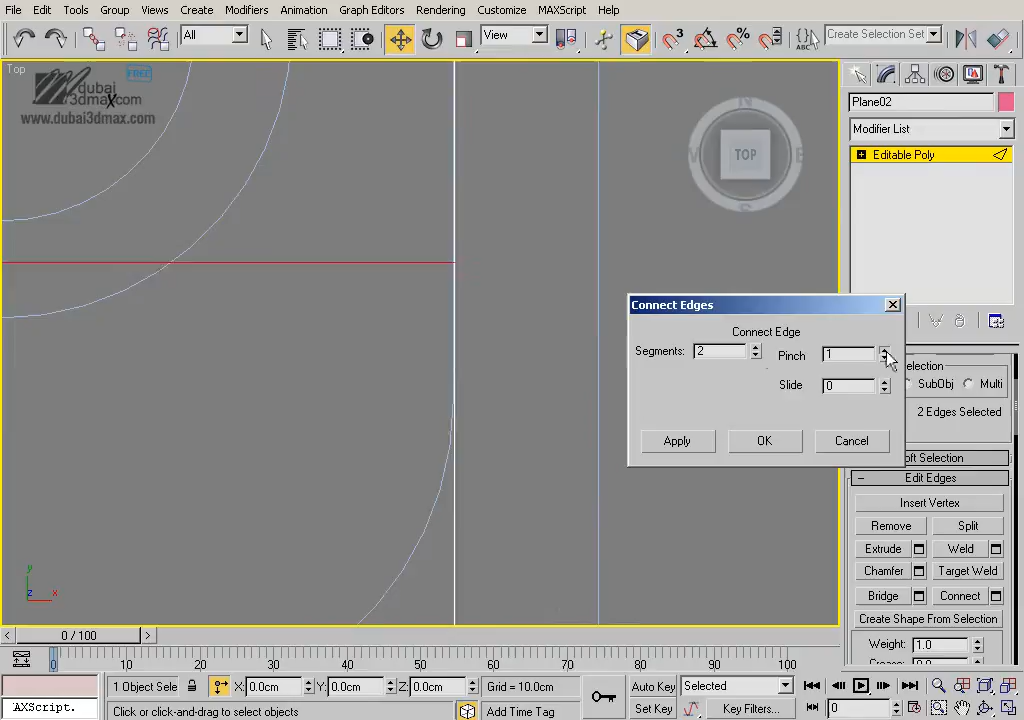 File Edit Tools Group Views Create Modifiers Animation Graph Editors Rendering Customize MAXScript Help
All View 3 % ABC Create Selection Set
Top
FREE
dubai
3dmax.com
www.dubai3dmax.com
N
TOP
S
Plane02
Modifier List
Editable Poly
Connect Edges
Connect Edge
Segments: 2 Pinch 1
Slide 0
Apply OK Cancel
election
SubObj Multi
2 Edges Selected
oft Selection
Edit Edges
Insert Vertex
Remove Split
Extrude Weld
Chamfer Target Weld
Bridge Connect
Create Shape From Selection
Weight: 1.0
y
z x
0 / 100
0 10 20 30 40 50 60 70 80 90 100
1 Object Sele X: 0.0cm Y: 0.0cm Z: 0.0cm Grid = 10.0cm Auto Key Selected
AXScript. Click or click-and-drag to select objects Add Time Tag Set Key Key Filters... 0